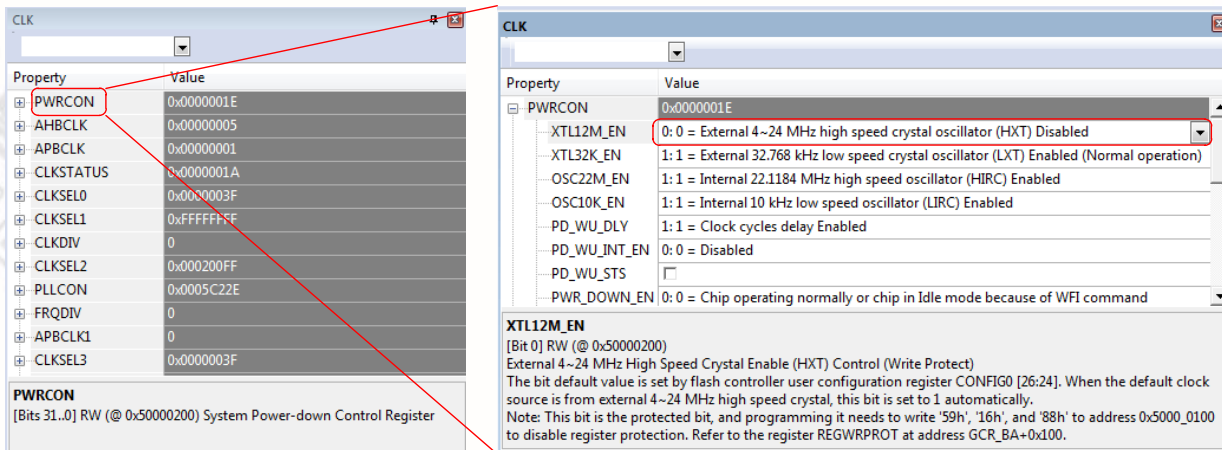 CLK
Property Value
PWRCON 0x0000001E
AHBCLK 0x00000005
APBCLK 0x00000001
CLKSTATUS 0x0000001A
CLKSEL0 0x0000003F
CLKSEL1 0xFFFFFFFF
CLKDIV 0
CLKSEL2 0x000200FF
PLLCON 0x0005C22E
FRQDIV 0
APBCLK1 0
CLKSEL3 0x0000003F
PWRCON
[Bits 31..0] RW (@ 0x50000200) System Power-down Control Register
CLK
Property Value
PWRCON 0x0000001E
XTL12M_EN 0: 0 = External 4~24 MHz high speed crystal oscillator (HXT) Disabled
XTL32K_EN 1: 1 = External 32.768 kHz low speed crystal oscillator (LXT) Enabled (Normal operation)
OSC22M_EN 1: 1 = Internal 22.1184 MHz high speed oscillator (HIRC) Enabled
OSC10K_EN 1: 1 = Internal 10 kHz low speed oscillator (LIRC) Enabled
PD_WU_DLY 1: 1 = Clock cycles delay Enabled
PD_WU_INT_EN 0: 0 = Disabled
PD_WU_STS
PWR_DOWN_EN 0: 0 = Chip operating normally or chip in Idle mode because of WFI command
XTL12M_EN
[Bit 0] RW (@ 0x50000200)
External 4~24 MHz High Speed Crystal Enable (HXT) Control (Write Protect)
The bit default value is set by flash controller user configuration register CONFIG0 [26:24]. When the default clock
source is from external 4~24 MHz high speed crystal, this bit is set to 1 automatically.
Note: This bit is the protected bit, and programming it needs to write '59h', '16h', and '88h' to address 0x5000_0100
to disable register protection. Refer to the register REGWRPROT at address GCR_BA+0x100.